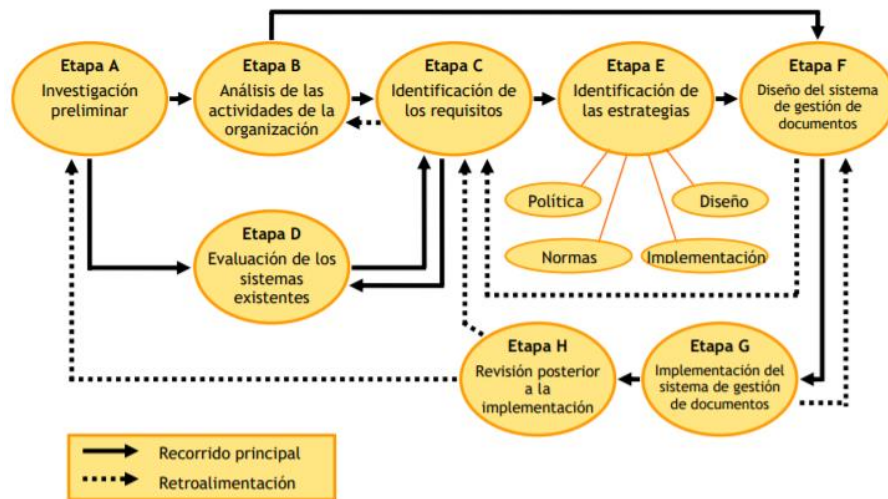 Etapa A
Investigación
preliminar
Etapa B
Análisis de las
actividades de la
organización
Etapa C
Identificación de
los requisitos
Etapa E
Identificación de
las estrategias
Etapa F
Diseño del sistema
de gestión de
documentos
Política
Diseño
Normas
Implementación
Etapa D
Evaluación de los
sistemas
existentes
Etapa H
Revisión posterior
a la
implementación
Etapa G
Implementación del
sistema de gestión
de documentos
Recorrido principal
Retroalimentación